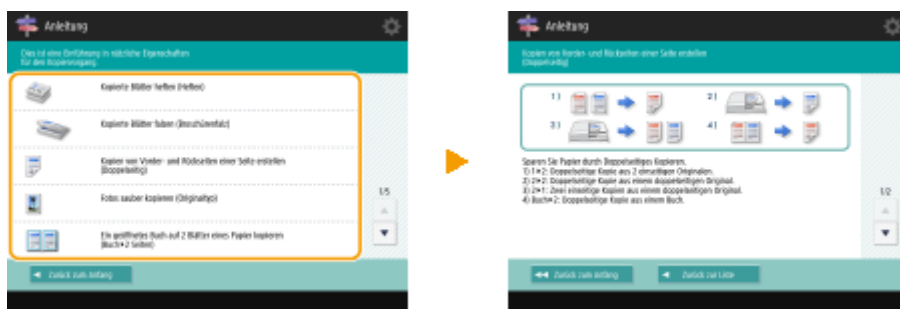 Anleitung
Dies ist eine Einführung in nützliche Eigenschaften
für den Kopiervorgang.
Kopierte Blätter heften (Heften)
Kopierte Blätter falzen (Broschürenfalz)
Kopien von Vorder- und Rückseiten einer Seite erstellen
(Doppelseitig)
Fotos sauber kopieren (Originaltyp)
Ein geöffnetes Buch auf 2 Blätter eines Papier kopieren
(Buch▸2 Seiten)
1/5
Zurück zum Anfang
Anleitung
Kopien von Vorder- und Rückseiten einer Seite erstellen
(Doppelseitig)
1)
2)
3)
4)
Sparen Sie Papier durch Doppelseitiges Kopieren.
1) 1▸2: Doppelseitige Kopie aus 2 einseitigen Originalen.
2) 2▸2: Doppelseitige Kopie aus einem doppelseitigen Original.
3) 2▸1: Zwei einseitige Kopien aus einem doppelseitigen Original.
4) Buch▸2: Doppelseitige Kopie aus einem Buch.
1/2
Zurück zum Anfang
Zurück zur Liste